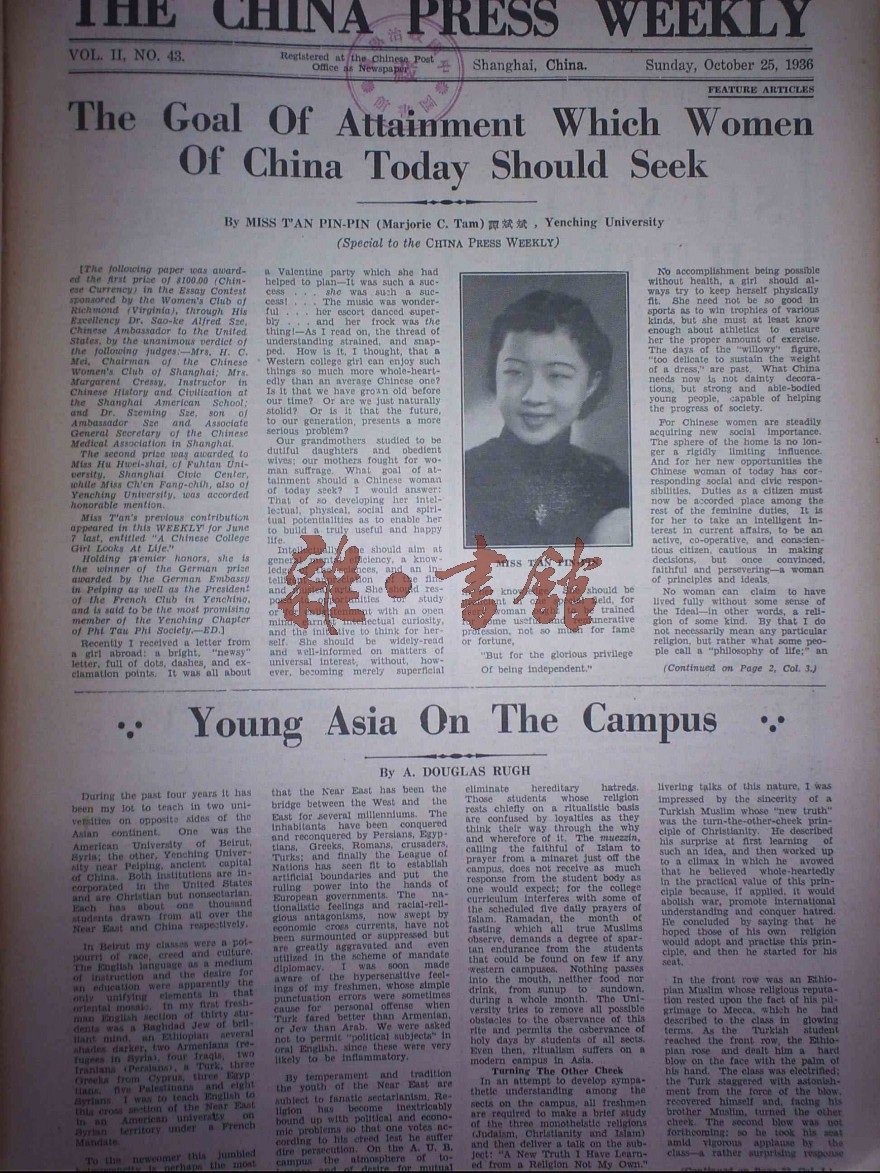 THE CHINA PRESS WEEKLY
VOL. II, NO. 43.
Registered at the Chinese Post
Office as Newspaper
Shanghai, China.
Sunday, October 25, 1936
FEATURE ARTICLES
The Goal Of Attainment Which Women
Of China Today Should Seek
By MISS T'AN PIN-PIN (Marjorie C. Tam) 譚斌斌, Yenching University
(Special to the CHINA PRESS WEEKLY)
[The following paper was award-
ed the first prize of $100.00 (Chin-
ese Currency) in the Essay Contest
sponsored by the Women's Club of
Richmond (Virginia), through His
Excellency Dr. Sao-ke Alfred Sze,
Chinese Ambassador to the United
States, by the unanimous verdict of
the following judges:—Mrs. H. C.
Mei, Chairman of the Chinese
Women's Club of Shanghai; Mrs.
Margarent Cressy, Instructor in
Chinese History and Civilization at
the Shanghai American School;
and Dr. Szeming Sze, son of
Ambassador Sze and Associate
General Secretary of the Chinese
Medical Association in Shanghai.
The second prize was awarded to
Miss Hu Hwei-shai, of Fuhtan Uni-
versity, Shanghai Civic Center,
while Miss Ch'en Fang-chih, also of
Yenching University, was accorded
honorable mention.
Miss T'an's previous contribution
appeared in this WEEKLY for June
7 last, entitled "A Chinese College
Girl Looks At Life."
Holding premier honors, she is
the winner of the German prize
awarded by the German Embassy
in Peiping as well as the President
of the French Club in Yenching,
and is said to be the most promising
member of the Yenching Chapter
of Phi Tau Phi Society.—ED.]
Recently I received a letter from
a girl abroad: a bright, "newsy"
letter, full of dots, dashes, and ex-
clamation points. It was all about
a Valentine party which she had
helped to plan—It was such a suc-
cess . . . she was such a suc-
cess! . . . The music was wonder-
ful . . . her escort danced super-
bly . . . and her frock was the
thing!—As I read on, the thread of
understanding strained, and snap-
ped. How is it, I thought, that a
Western college girl can enjoy such
things so much more whole-heart-
edly than an average Chinese one?
Is it that we have grown old before
our time? Or are we just naturally
stolid? Or is it that the future,
to our generation, presents a more
serious problem?
Our grandmothers studied to be
dutiful daughters and obedient
wives; our mothers fought for wo-
man suffrage. What goal of at-
tainment should a Chinese woman
of today seek? I would answer:
That of so developing her intel-
lectual, physical, social and spiri-
tual potentialities as to enable her
to build a truly useful and happy
life.
Intellectually she should aim at
general efficiency, a know-
and an in-
She should
for study
with an open
mind, intellectual curiosity,
and the initiative to think for her-
self. She should be widely-read
and well-informed on matters of
universal interest, without, how-
ever, becoming merely superficial
雜·書館
MISS T'AN PIN-PIN
She should be
field, for
trained
some useful remunerative
profession, not so much for fame
or fortune,
"But for the glorious privilege
Of being independent."
No accomplishment being possible
without health, a girl should al-
ways try to keep herself physically
fit. She need not be so good in
sports as to win trophies of various
kinds, but she must at least know
enough about athletics to ensure
her the proper amount of exercise.
The days of the "willowy" figure,
"too delicate to sustain the weight
of a dress," are past. What China
needs now is not dainty decora-
tions, but strong and able-bodied
young people, capable of helping
the progress of society.
For Chinese women are steadily
acquiring new social importance.
The sphere of the home is no lon-
ger a rigidly limiting influence.
And for her new opportunities the
Chinese woman of today has cor-
responding social and civic respon-
sibilities. Duties as a citizen must
now be accorded place among the
rest of the feminine duties. It is
for her to take an intelligent in-
terest in current affairs, to be an
active, co-operative, and conscien-
tious citizen, cautious in making
decisions, but once convinced,
faithful and persevering—a woman
of principles and ideals.
No woman can claim to have
lived fully without some sense of
the Ideal—in other words, a reli-
gion of some kind. By that I do
not necessarily mean any particular
religion, but rather what some peo-
ple call a "philosophy of life;" an
(Continued on Page 2, Col. 3.)
Young Asia On The Campus
By A. DOUGLAS RUGH
During the past four years it has
been my lot to teach in two uni-
versities on opposite sides of the
Asian continent. One was the
American University of Beirut,
Syria; the other, Yenching Univer-
sity near Peiping, ancient capital
of China. Both institutions are in-
corporated in the United States
and are Christian but nonsectarian.
Each has about one thousand
students drawn from all over the
Near East and China respectively.
In Beirut my classes were a pot-
pourri of race, creed and culture.
The English language as a medium
of instruction and the desire for
an education were apparently the
only unifying elements in that
oriental mosaic. In my first fresh-
man English section of thirty stu-
dents was a Baghdad Jew of bril-
liant mind, an Ethiopian several
shades darker, two Armenians (re-
fugees in Syria), four Iraqis, two
Iranians (Persians), a Turk, three
Greeks from Cyprus, three Egyp-
tians, five Palestinians and eight
Syrians. I was to teach English to
this cross section of the Near East
in an American university on
Syrian territory under a French
Mandate.
To the newcomer this jumbled
is perhaps the most
that the Near East has been the
bridge between the West and the
East for several millenniums. The
inhabitants have been conquered
and reconquered by Persians, Egyp-
tians, Greeks, Romans, crusaders,
Turks; and finally the League of
Nations has seen fit to establish
artificial boundaries and put the
ruling power into the hands of
European governments. The na-
tionalistic feelings and racial-reli-
gious antagonisms, now swept by
economic cross currents, have not
been surmounted or suppressed but
are greatly aggravated and even
utilised in the scheme of mandate
diplomacy. I was soon made
aware of the hypersensitive feel-
ings of my freshmen, whose simple
punctuation errors were sometimes
cause for personal offense when
Turk fared better than Armenian,
or Jew than Arab. We were asked
not to permit "political subjects" in
oral English, since these were very
likely to be inflammatory.
By temperament and tradition
the youth of the Near East are
subject to fanatic sectarianism. Re-
ligion has become inextricably
bound up with political and econo-
mic problems so that one votes ac-
cording to his creed lest he suffer
dire persecution. On the A. U. B.
campus the atmosphere of to-
and of desire for mutual
eliminate hereditary hatreds.
Those students whose religion
rests chiefly on a ritualistic basis
are confused by loyalties as they
think their way through the why
and wherefore of it. The muezzin,
calling the faithful of Islam to
prayer from a minaret just off the
campus, does not receive as much
response from the student body as
one would expect; for the college
curriculum interferes with some of
the scheduled five daily prayers of
Islam. Ramadan, the month of
fasting which all true Muslims
observe, demands a degree of spar-
tan endurance from the students
that could be found on few if any
western campuses. Nothing passes
into the mouth, neither food nor
drink, from sunup to sundown,
during a whole month. The Uni-
versity tries to remove all possible
obstacles to the observance of this
rite and permits the osbervance of
holy days by students of all sects.
Even then, ritualism suffers on a
modern campus in Asia.
Turning The Other Cheek
In an attempt to develop sympa-
thetic understanding among the
sects on the campus, all freshmen
are required to make a brief study
of the three monotheistic religions
(Judaism, Christianity and Islam)
and then deliver a talk on the sub-
ject: "A New Truth I Have Learn-
ed from a Religion Not My Own."
livering talks of this nature, I was
impressed by the sincerity of a
Turkish Muslim whose "new truth"
was the turn-the-other-cheek prin-
ciple of Christianity. He described
his surprise at first learning of
such an idea, and then worked up
to a climax in which he avowed
that he believed whole-heartedly
in the practical value of this prin-
ciple because, if applied, it would
abolish war, promote international
understanding and conquer hatred.
He concluded by saying that he
hoped those of his own religion
would adopt and practise this prin-
ciple, and then he started for his
seat.
In the front row was an Ethio-
pian Muslim whose religious reputa-
tion rested upon the fact of his pil-
grimage to Mecca, which he had
described to the class in glowing
terms. As the Turkish student
reached the front row, the Ethio-
pian rose and dealt him a hard
blow on the face with the palm of
his hand. The class was electrified;
the Turk staggered with astonish-
ment from the force of the blow,
recovered himself and, facing his
brother Muslim, turned the other
cheek. The second blow was not
forthcoming; so he took his seat
amid vigorous applause by the
class—a rather surprising response